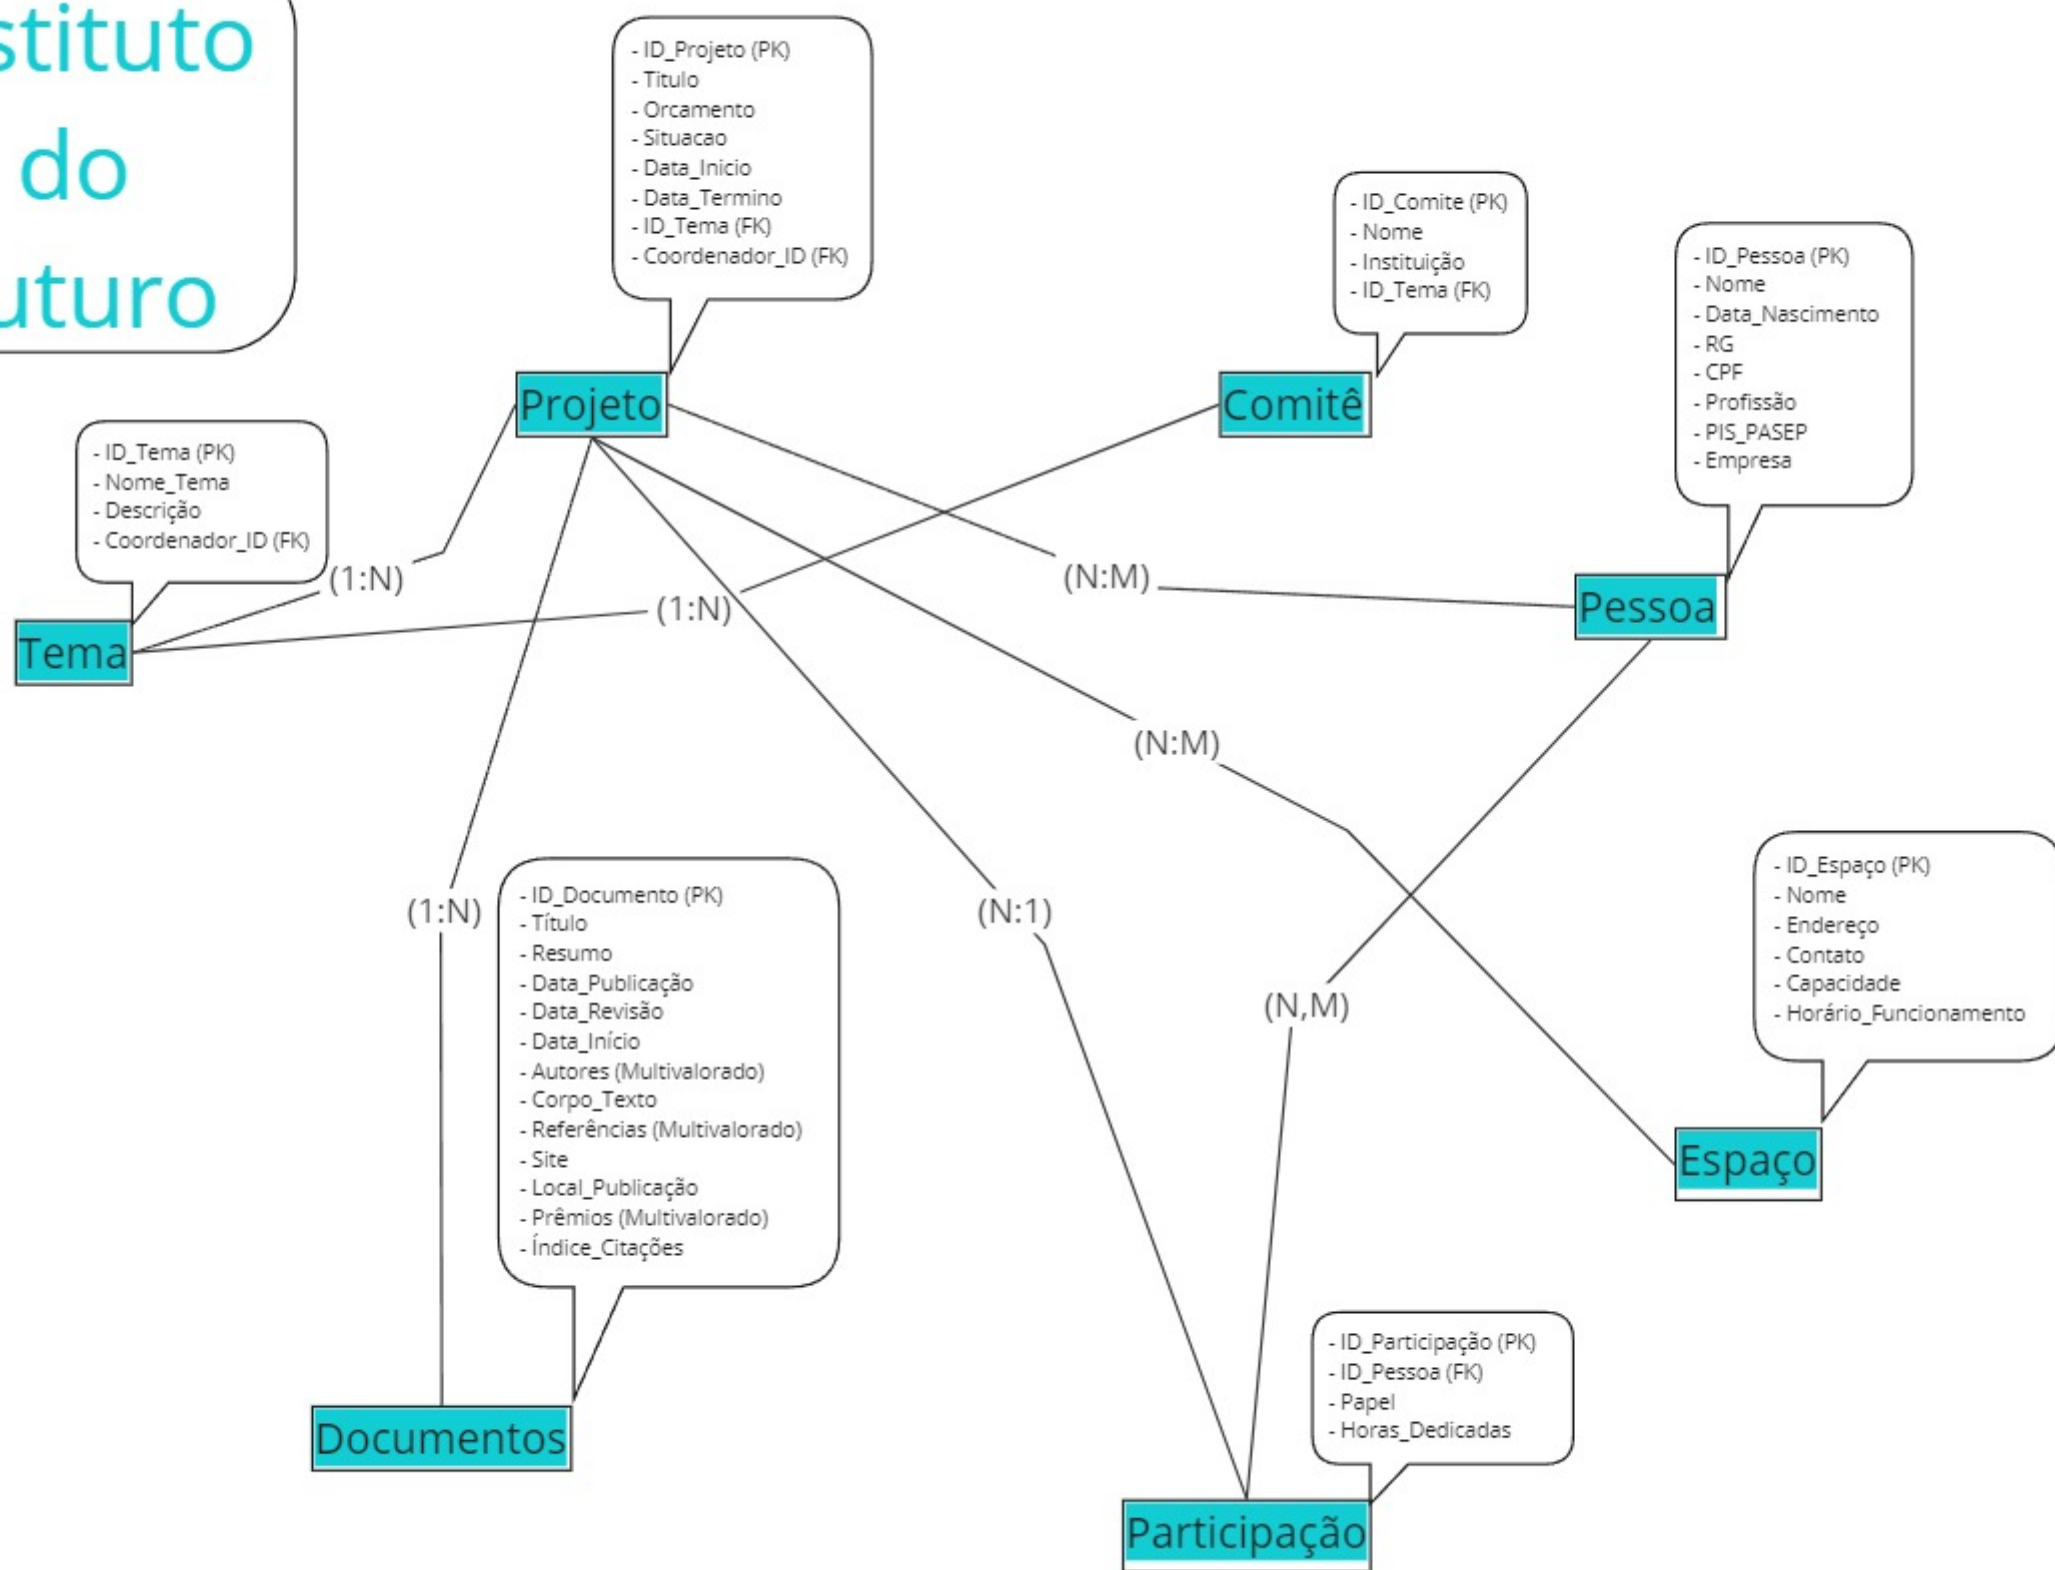 stituto
do
uturo
- ID_Projeto (PK)
- Titulo
- Orcamento
- Situacao
- Data_Inicio
- Data_Termino
- ID_Tema (FK)
- Coordenador_ID (FK)
- ID_Comite (PK)
- Nome
- Instituição
- ID_Tema (FK)
- ID_Pessoa (PK)
- Nome
- Data_Nascimento
- RG
- CPF
- Profissão
- PIS_PASEP
- Empresa
Projeto
Comitê
- ID_Tema (PK)
- Nome_Tema
- Descrição
- Coordenador_ID (FK)
(1:N)
(1:N)
(N:M)
Pessoa
Tema
(N:M)
(1:N)
- ID_Documento (PK)
- Título
- Resumo
- Data_Publicação
- Data_Revisão
- Data_Início
- Autores (Multivalorado)
- Corpo_Texto
- Referências (Multivalorado)
- Site
- Local_Publicação
- Prêmios (Multivalorado)
- Índice_Citações
(N:1)
(N,M)
- ID_Espaço (PK)
- Nome
- Endereço
- Contato
- Capacidade
- Horário_Funcionamento
Espaço
- ID_Participação (PK)
- ID_Pessoa (FK)
- Papel
- Horas_Dedicadas
Documentos
Participação